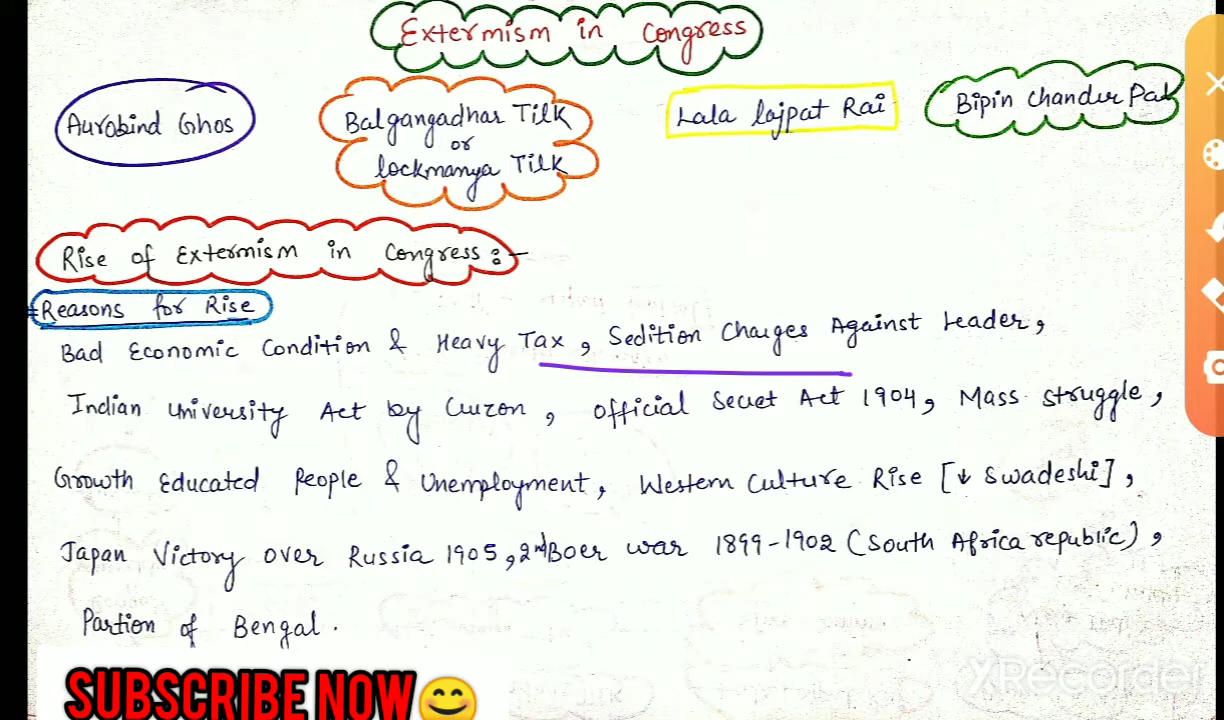 Extermism in Congress
Aurobind Ghos
Balgangadhar Tilk
or
lockmanya Tilk
Lala lajpat Rai
Bipin Chander Pal
Rise of Extermism in Congress :-
Reasons for Rise
Bad Economic Condition & Heavy Tax, Sedition Charges Against Leader,
Indian University Act by Curzon, Official Secret Act 1904, Mass struggle,
Growth Educated People & Unemployment, Western Culture Rise [↓ Swadeshi],
Japan Victory over Russia 1905, 2nd Boer war 1899-1902 (South Africa republic),
Partion of Bengal.
SUBSCRIBE NOW😊
XRecorder